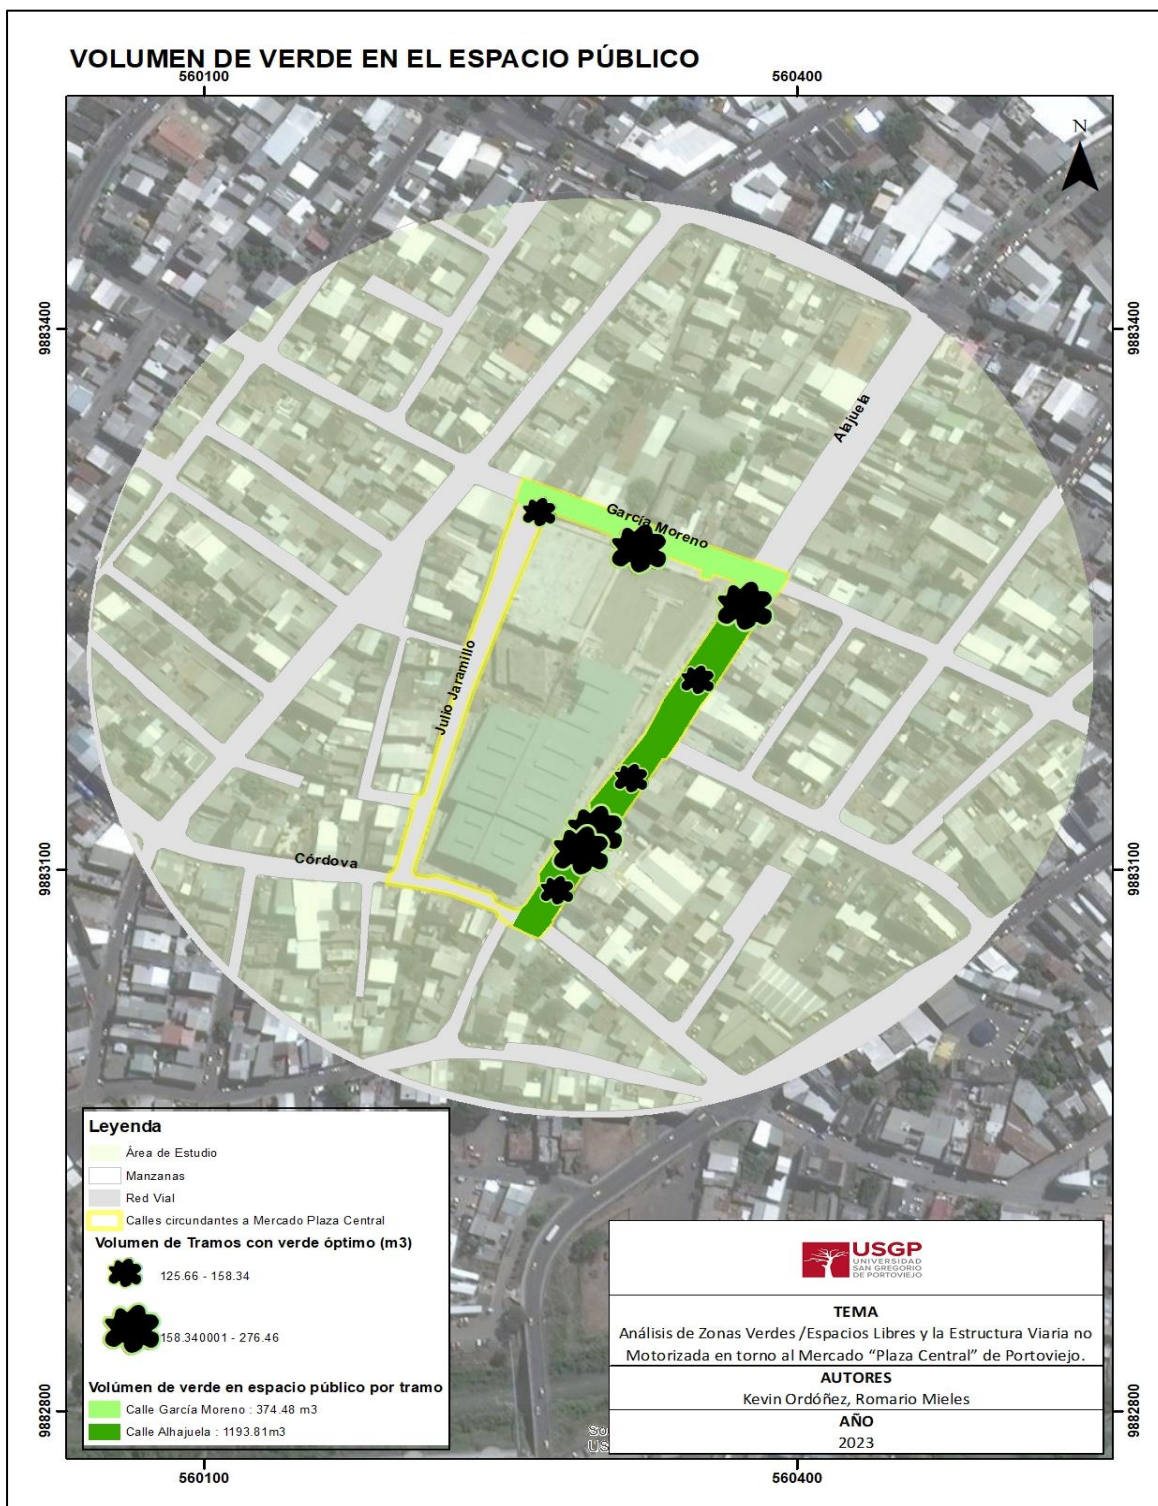 VOLUMEN DE VERDE EN EL ESPACIO PÚBLICO
560100
560400
N
9883400
9883400
Alajuela
García Moreno
Julio Jaramillo
Córdova
9883100
9883100
Leyenda
Área de Estudio
Manzanas
Red Vial
Calles circundantes a Mercado Plaza Central
Volumen de Tramos con verde óptimo (m3)
125.66 - 158.34
158.340001 - 276.46
Volúmen de verde en espacio público por tramo
Calle García Moreno : 374.48 m3
Calle Alhajuela : 1193.81m3
USGP
UNIVERSIDAD
SAN GREGORIO
DE PORTOVIEJO
TEMA
Análisis de Zonas Verdes /Espacios Libres y la Estructura Viaria no
Motorizada en torno al Mercado “Plaza Central” de Portoviejo.
AUTORES
Kevin Ordóñez, Romario Mieles
AÑO
2023
So
US
9882800
9882800
560100
560400